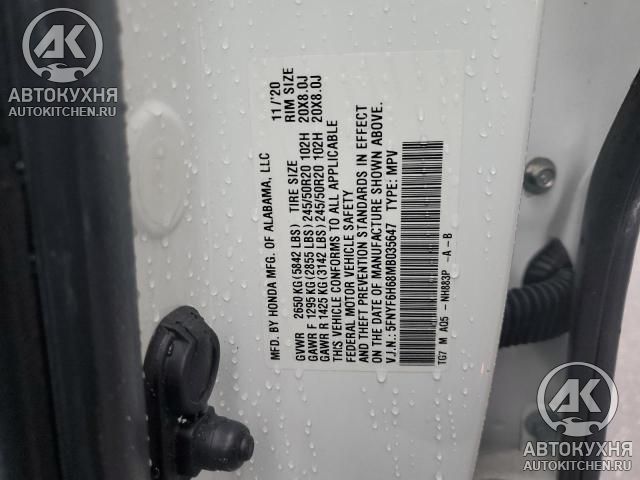 AK
АВТОКУХНЯ
AUTOKITCHEN.RU
MFD. BY HONDA MFG. OF ALABAMA, LLC 11/'20
TIRE SIZE RIM SIZE
GVWR 2650 KG (5842 LBS)
GAWR F 1295 KG (2855 LBS) 245/50R20 102H 20X8.0J
GAWR R 1425 KG (3142 LBS) 245/50R20 102H 20X8.0J
THIS VEHICLE CONFORMS TO ALL APPLICABLE
FEDERAL MOTOR VEHICLE SAFETY
AND THEFT PREVENTION STANDARDS IN EFFECT
ON THE DATE OF MANUFACTURE SHOWN ABOVE.
V.I.N.: 5FNYF6H68MB035647 TYPE: MPV
TG7 M A05 - NH883P -A -B
AK
АВТОКУХНЯ
AUTOKITCHEN.RU